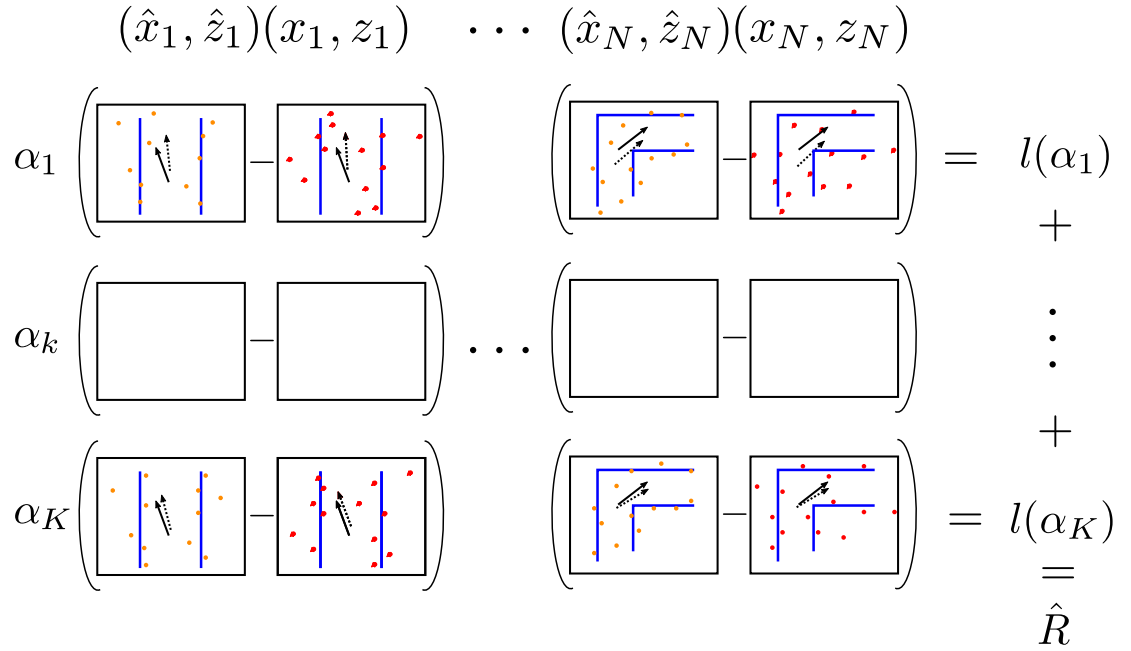 (x̂₁, ẑ₁)(x₁, z₁) ··· (x̂_N, ẑ_N)(x_N, z_N)
α₁ ( − ) ( − ) = l(α₁)
+
α_k ( − ) ··· ( − ) ⋮
+
α_K ( − ) ( − ) = l(α_K)
=
R̂